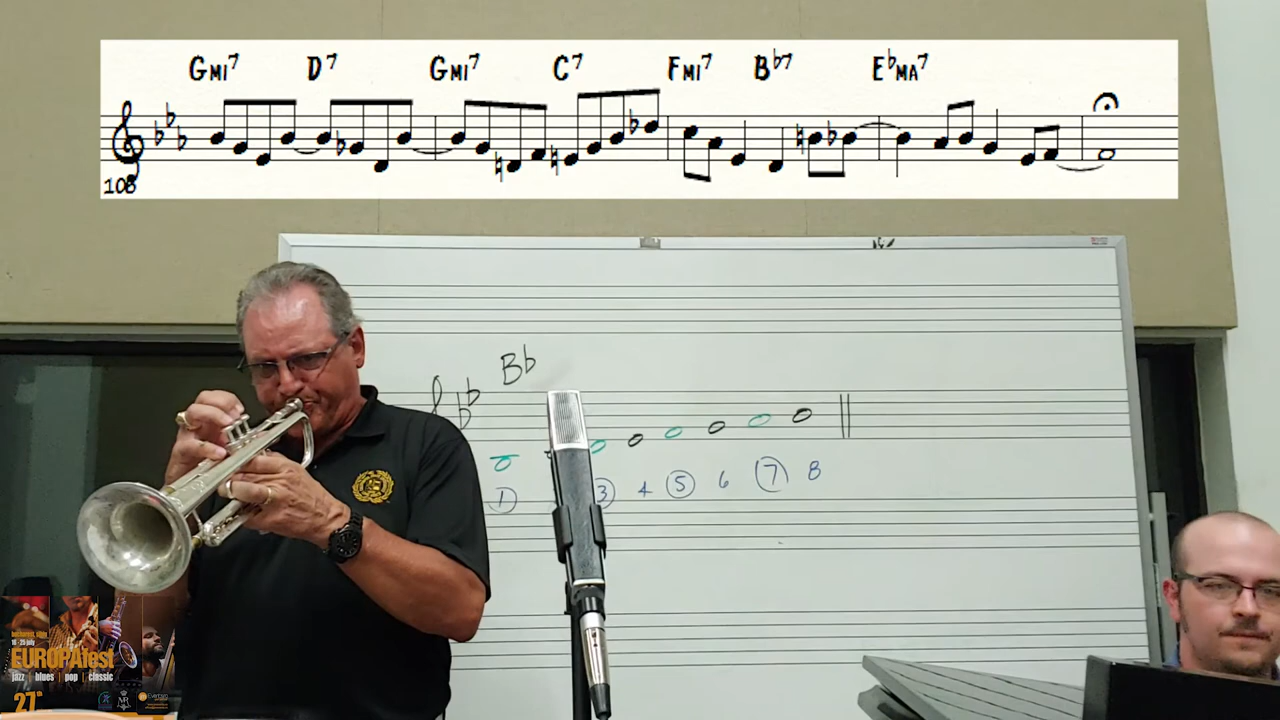 Gmi7 D7 Gmi7 C7 Fmi7 Bb7 EbMA7
108
Bb
1 3 4 5 6 7 8
EUROPAfest
jazz | blues | pop | classic
27th